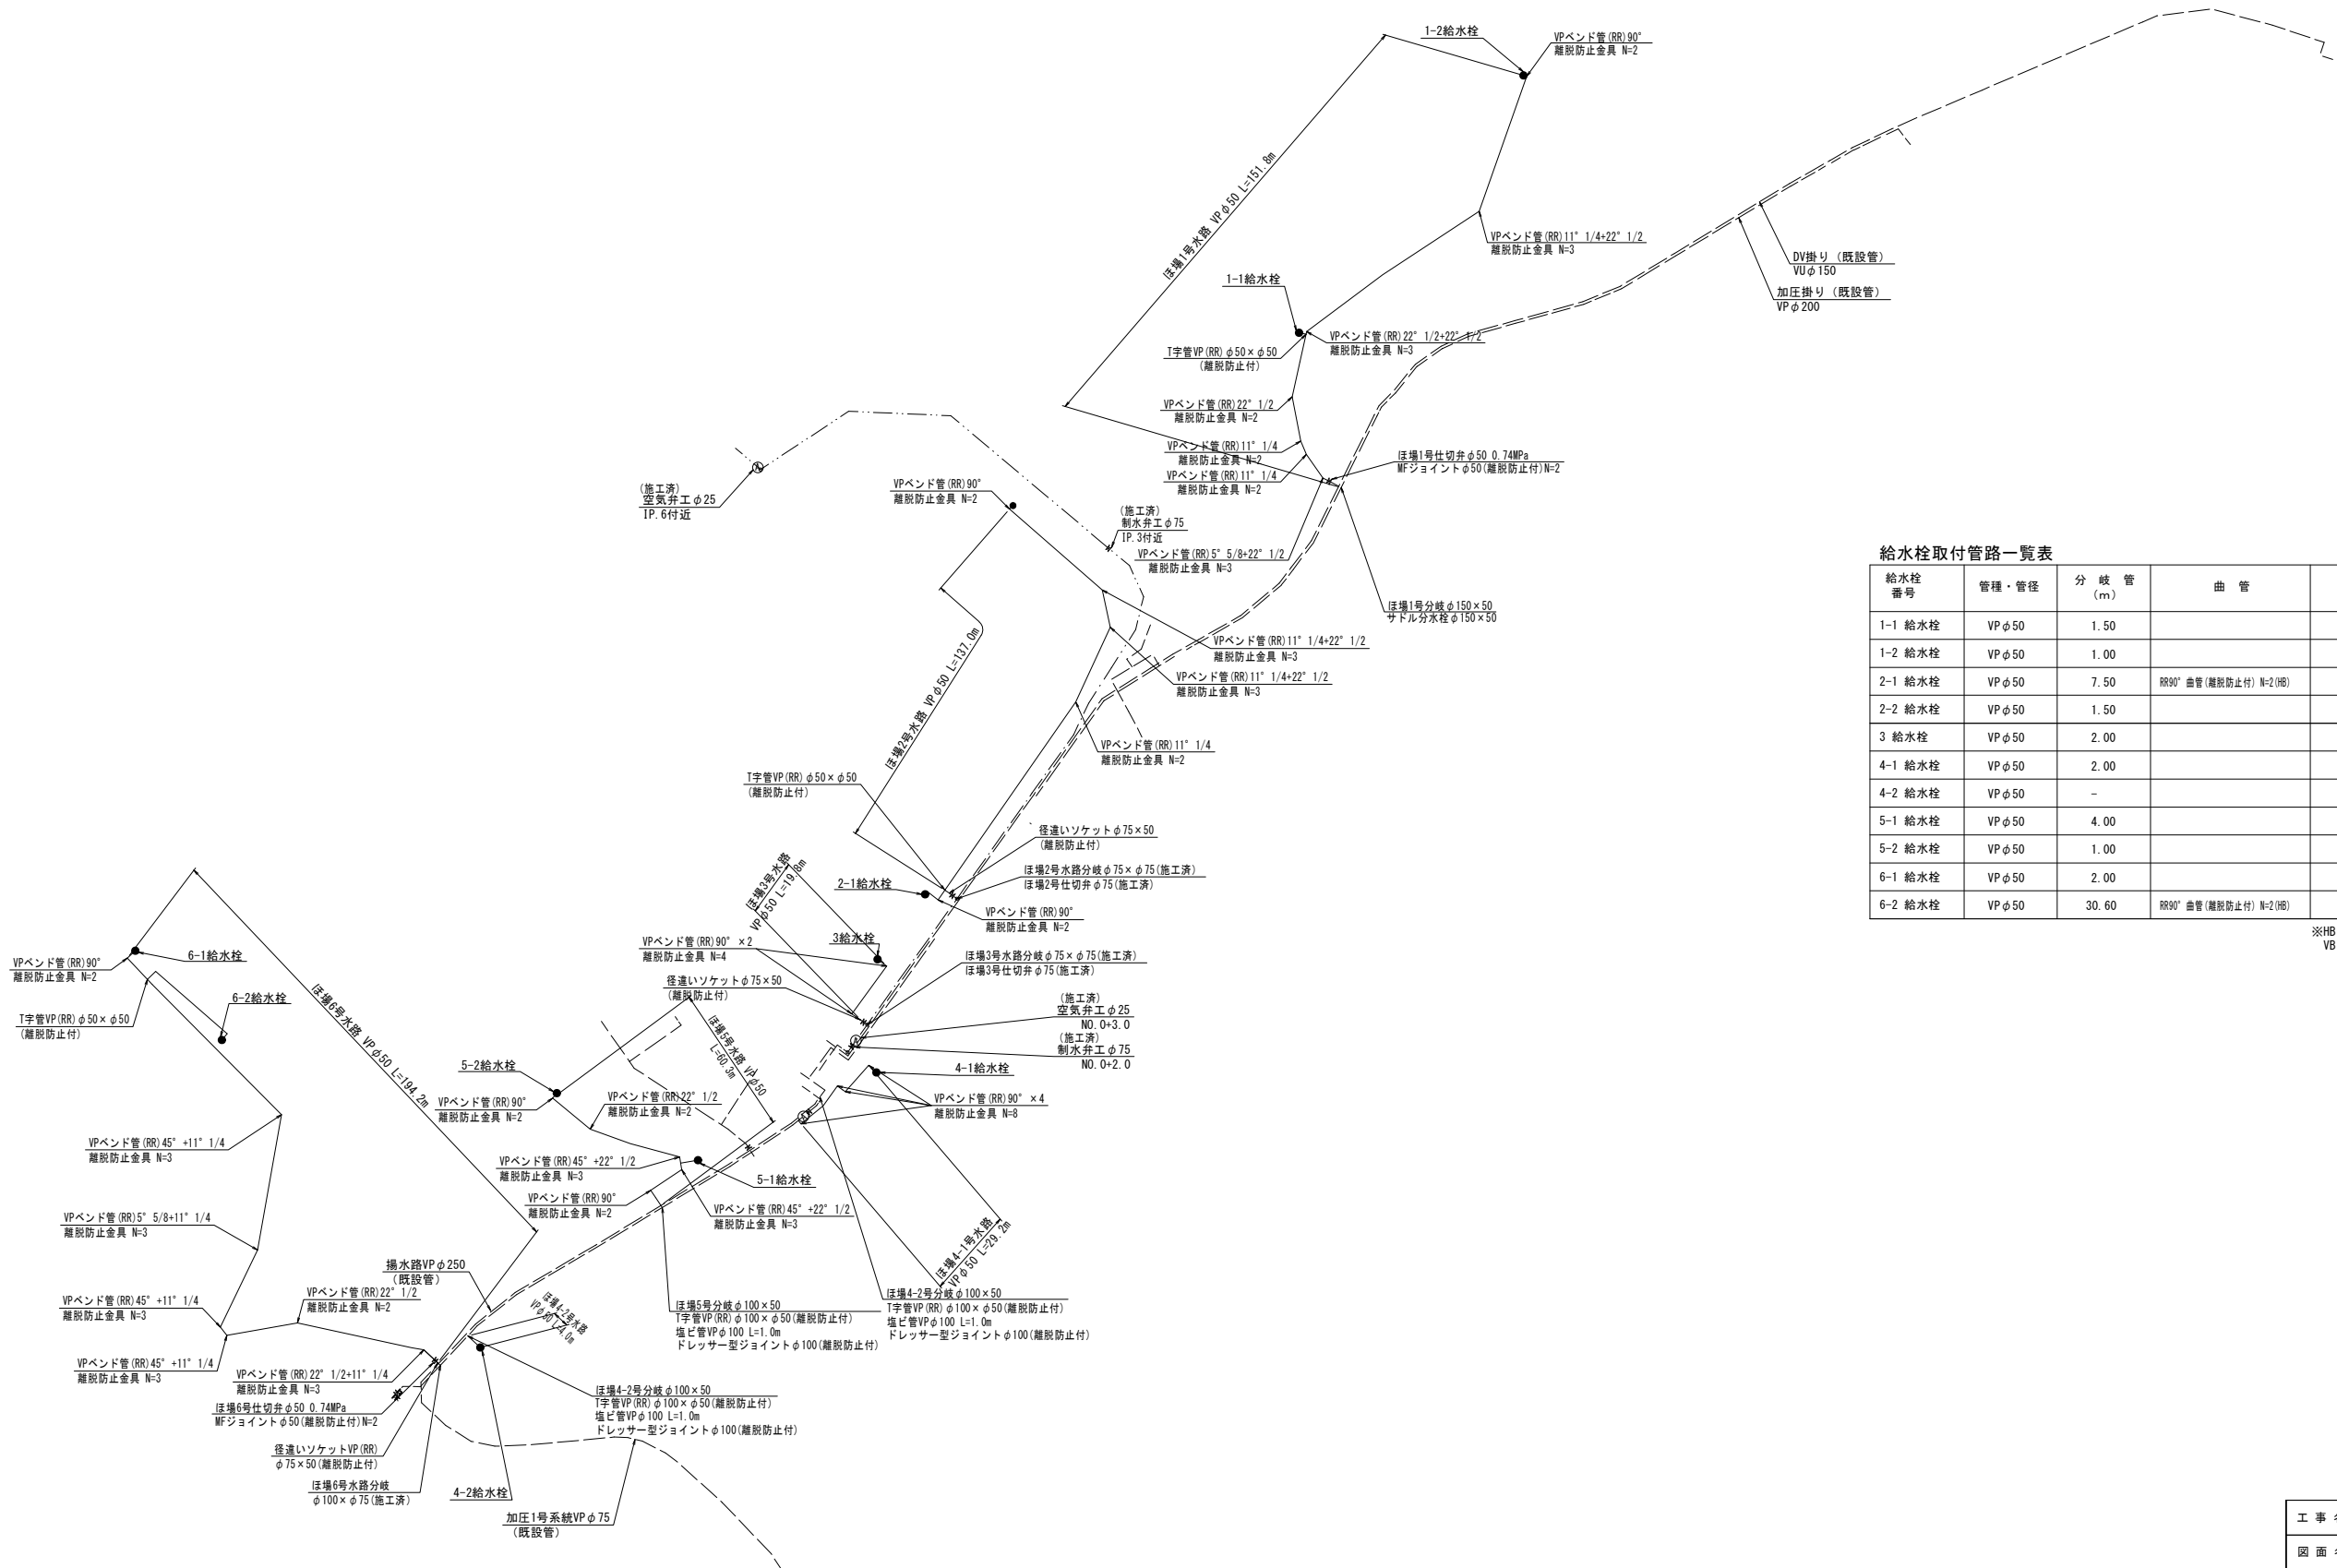 1-2給水栓
VPベンド管(RR)90°
離脱防止金具 N=2
ほ場1号水路 VPφ50 L=151.8m
VPベンド管(RR)11° 1/4+22° 1/2
離脱防止金具 N=3
DV掛り (既設管)
VUφ150
加圧掛り (既設管)
VPφ200
1-1給水栓
VPベンド管(RR)22° 1/2+22° 1/2
離脱防止金具 N=3
T字管VP(RR)φ50×φ50
(離脱防止付)
VPベンド管(RR)22° 1/2
離脱防止金具 N=2
VPベンド管(RR)11° 1/4
離脱防止金具 N=2
VPベンド管(RR)11° 1/4
離脱防止金具 N=2
ほ場1号仕切弁φ50 0.74MPa
MFジョイントφ50(離脱防止付)N=2
(施工済)
空気弁工φ25
IP.6付近
VPベンド管(RR)90°
離脱防止金具 N=2
(施工済)
制水弁工φ75
IP.3付近
VPベンド管(RR)5° 5/8+22° 1/2
離脱防止金具 N=3
ほ場1号分岐φ150×50
サドル分水栓φ150×50
VPベンド管(RR)11° 1/4+22° 1/2
離脱防止金具 N=3
VPベンド管(RR)11° 1/4+22° 1/2
離脱防止金具 N=3
ほ場2号水路 VPφ50 L=137.0m
VPベンド管(RR)11° 1/4
離脱防止金具 N=2
T字管VP(RR)φ50×φ50
(離脱防止付)
径違いソケットφ75×50
(離脱防止付)
ほ場2号水路分岐φ75×φ75(施工済)
ほ場2号仕切弁φ75(施工済)
2-1給水栓
VPベンド管(RR)90°
離脱防止金具 N=2
ほ場3号水路
VPφ50 L=19.8m
VPベンド管(RR)90° ×2
離脱防止金具 N=4
3給水栓
ほ場3号水路分岐φ75×φ75(施工済)
ほ場3号仕切弁φ75(施工済)
径違いソケットφ75×50
(離脱防止付)
(施工済)
空気弁工φ25
NO.0+3.0
(施工済)
制水弁工φ75
NO.0+2.0
給水栓取付管路一覧表
給水栓番号 管種・管径 分 岐 管(m) 曲 管
1-1 給水栓 VPφ50 1.50
1-2 給水栓 VPφ50 1.00
2-1 給水栓 VPφ50 7.50 RR90° 曲管(離脱防止付) N=2(HB)
2-2 給水栓 VPφ50 1.50
3 給水栓 VPφ50 2.00
4-1 給水栓 VPφ50 2.00
4-2 給水栓 VPφ50 -
5-1 給水栓 VPφ50 4.00
5-2 給水栓 VPφ50 1.00
6-1 給水栓 VPφ50 2.00
6-2 給水栓 VPφ50 30.60 RR90° 曲管(離脱防止付) N=2(HB)
※HB
VB
6-1給水栓
VPベンド管(RR)90°
離脱防止金具 N=2
6-2給水栓
T字管VP(RR)φ50×φ50
(離脱防止付)
ほ場6号水路 VPφ50 L=194.2m
ほ場5号水路 VPφ50
L=60.3m
5-2給水栓
VPベンド管(RR)90°
離脱防止金具 N=2
VPベンド管(RR)22° 1/2
離脱防止金具 N=2
4-1給水栓
VPベンド管(RR)90° ×4
離脱防止金具 N=8
VPベンド管(RR)45° +11° 1/4
離脱防止金具 N=3
VPベンド管(RR)45° +22° 1/2
離脱防止金具 N=3
5-1給水栓
VPベンド管(RR)90°
離脱防止金具 N=2
VPベンド管(RR)45° +22° 1/2
離脱防止金具 N=3
VPベンド管(RR)5° 5/8+11° 1/4
離脱防止金具 N=3
ほ場4-1号水路
VPφ50 L=29.2m
揚水路VPφ250
(既設管)
VPベンド管(RR)45° +11° 1/4
離脱防止金具 N=3
VPベンド管(RR)22° 1/2
離脱防止金具 N=2
ほ場4-2号水路
VPφ50 L=4.0m
ほ場5号分岐φ100×50
T字管VP(RR)φ100×φ50(離脱防止付)
塩ビ管VPφ100 L=1.0m
ドレッサー型ジョイントφ100(離脱防止付)
ほ場4-2号分岐φ100×50
T字管VP(RR)φ100×φ50(離脱防止付)
塩ビ管VPφ100 L=1.0m
ドレッサー型ジョイントφ100(離脱防止付)
VPベンド管(RR)45° +11° 1/4
離脱防止金具 N=3
VPベンド管(RR)22° 1/2+11° 1/4
離脱防止金具 N=3
ほ場6号仕切弁φ50 0.74MPa
MFジョイントφ50(離脱防止付)N=2
ほ場4-2号分岐φ100×50
T字管VP(RR)φ100×φ50(離脱防止付)
塩ビ管VPφ100 L=1.0m
ドレッサー型ジョイントφ100(離脱防止付)
径違いソケットVP(RR)
φ75×50(離脱防止付)
ほ場6号水路分岐
φ100×φ75(施工済)
4-2給水栓
加圧1号系統VPφ75
(既設管)
工 事
図 面